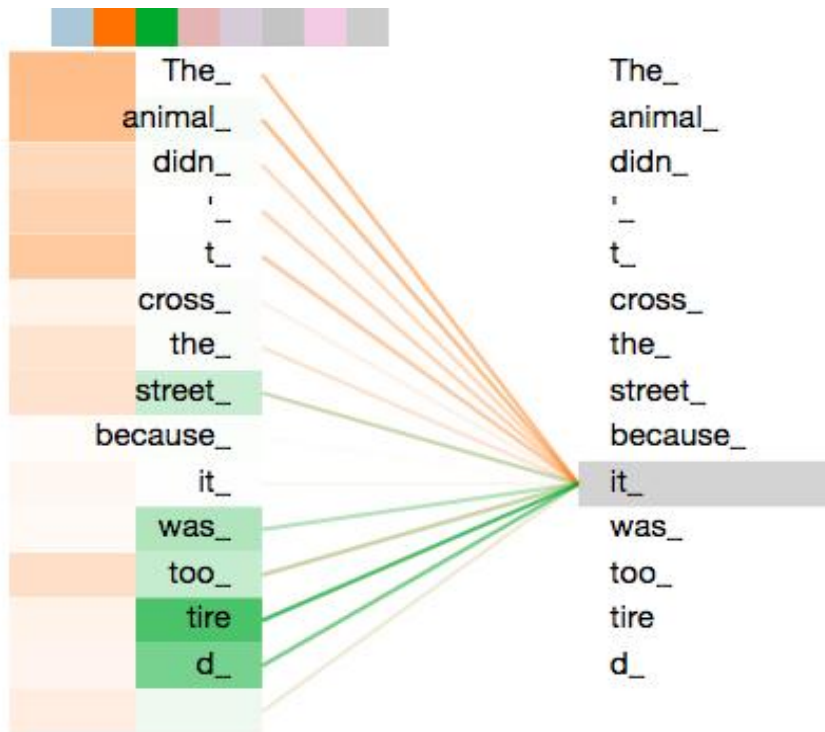 The_ The_
animal_ animal_
didn_ didn_
'_ '_
t_ t_
cross_ cross_
the_ the_
street_ street_
because_ because_
it_ it_
was_ was_
too_ too_
tire tire
d_ d_